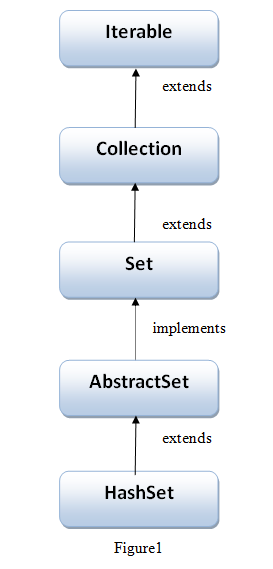 Iterable
extends
Collection
extends
Set
implements
AbstractSet
extends
HashSet
Figure1